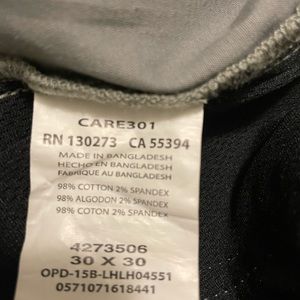 CARE301
RN 130273 CA 55394
MADE IN BANGLADESH
HECHO EN BANGLADESH
FABRIQUÉ AU BANGLADESH
98% COTTON 2% SPANDEX
98% ALGODON 2% SPANDEX
98% COTON 2% SPANDEX
4273506
30 X 30
OPD-15B-LHLH04551
0571071618441